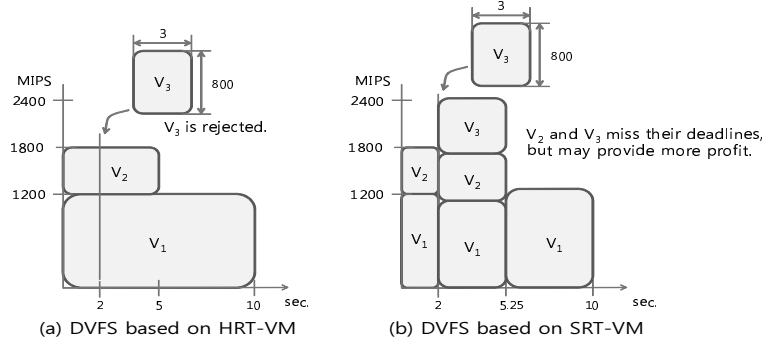 3
V3
800
MIPS
2400
V3 is rejected.
1800
V2
1200
V1
2
5
10
sec.
(a) DVFS based on HRT-VM
3
V3
800
MIPS
2400
V3
V2 and V3 miss their deadlines,
but may provide more profit.
1800
V2
V2
1200
V1
V1
V1
2
5.25
10
sec.
(b) DVFS based on SRT-VM